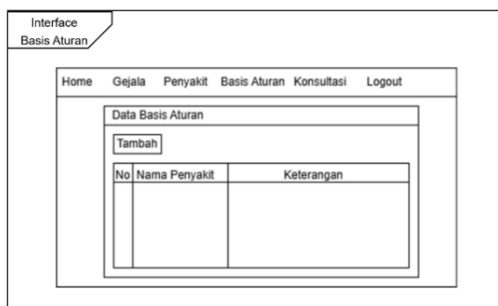 Interface
Basis Aturan
Home Gejala Penyakit Basis Aturan Konsultasi Logout
Data Basis Aturan
Tambah
No Nama Penyakit Keterangan